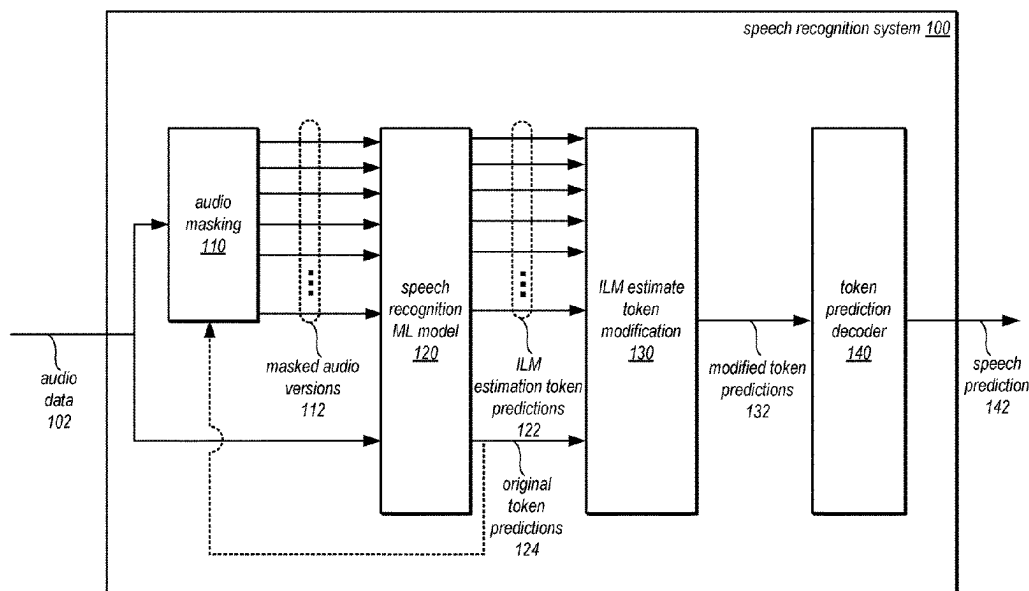 speech recognition system 100
audio
masking
110
speech
recognition
ML model
120
ILM estimate
token
modification
130
token
prediction
decoder
140
audio
data
102
masked audio
versions
112
ILM
estimation token
predictions
122
original
token
predictions
124
modified token
predictions
132
speech
prediction
142